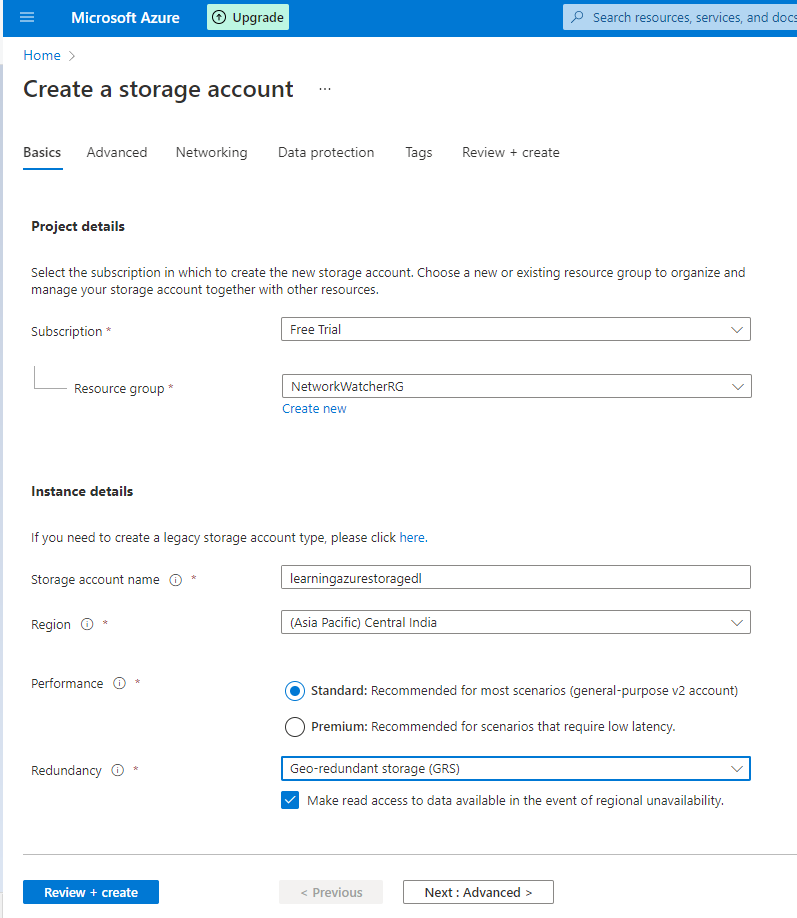 Microsoft Azure
Upgrade
Search resources, services, and docs
Home
Create a storage account ...
Basics Advanced Networking Data protection Tags Review + create
Project details
Select the subscription in which to create the new storage account. Choose a new or existing resource group to organize and
manage your storage account together with other resources.
Subscription * Free Trial
Resource group * NetworkWatcherRG
Create new
Instance details
If you need to create a legacy storage account type, please click here.
Storage account name * learningazurestoragedl
Region * (Asia Pacific) Central India
Performance * Standard: Recommended for most scenarios (general-purpose v2 account)
Premium: Recommended for scenarios that require low latency.
Redundancy * Geo-redundant storage (GRS)
Make read access to data available in the event of regional unavailability.
Review + create < Previous Next : Advanced >